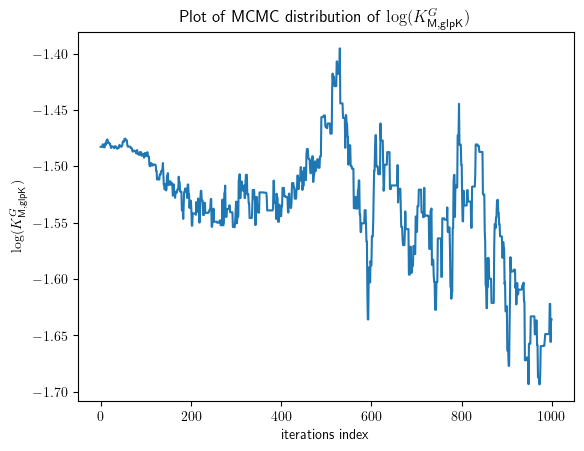 Plot of MCMC distribution of log(K^G_M,glpK)
−1.40
−1.45
−1.50
−1.55
−1.60
−1.65
−1.70
log(K^G_M,glpK)
0 200 400 600 800 1000
iterations index